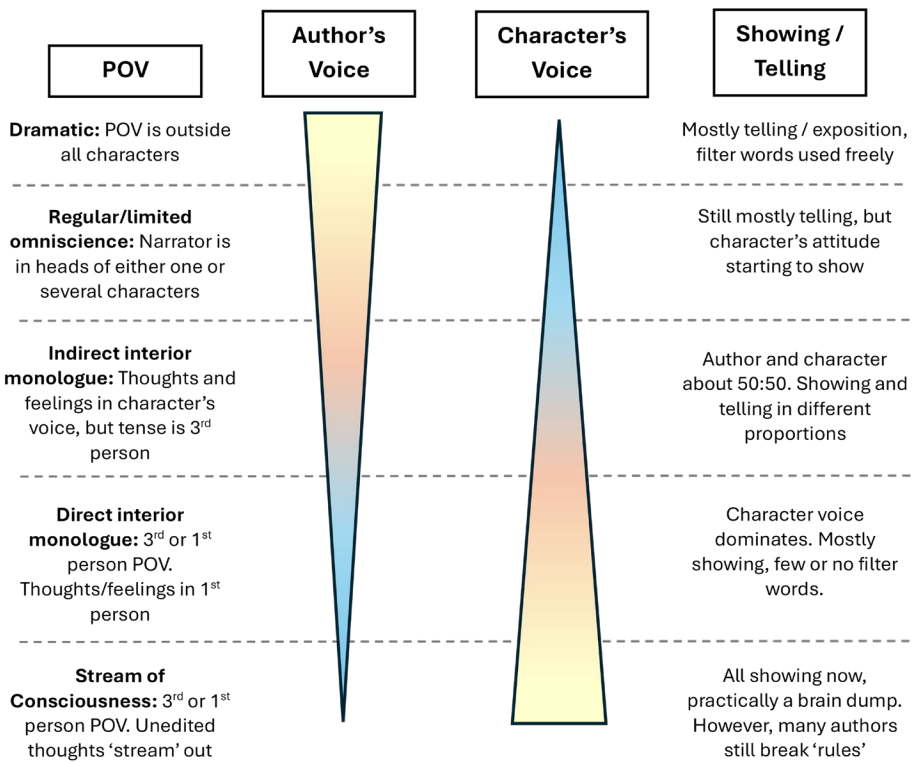 POV
Author's
Voice
Character's
Voice
Showing /
Telling
Dramatic: POV is outside
all characters
Mostly telling / exposition,
filter words used freely
Regular/limited
omniscience: Narrator is
in heads of either one or
several characters
Still mostly telling, but
character's attitude
starting to show
Indirect interior
monologue: Thoughts and
feelings in character's
voice, but tense is 3rd
person
Author and character
about 50:50. Showing and
telling in different
proportions
Direct interior
monologue: 3rd or 1st
person POV.
Thoughts/feelings in 1st
person
Character voice
dominates. Mostly
showing, few or no filter
words.
Stream of
Consciousness: 3rd or 1st
person POV. Unedited
thoughts 'stream' out
All showing now,
practically a brain dump.
However, many authors
still break 'rules'